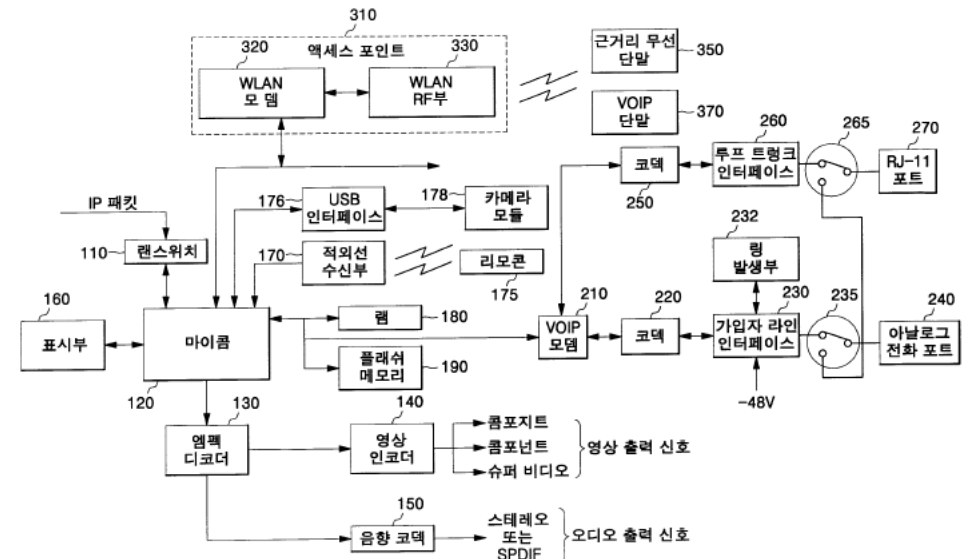 310
액세스 포인트
320
330
WLAN
모 뎀
WLAN
RF부
근거리 무선
단말
350
VOIP
단말
370
260
265
270
코덱
250
루프 트렁크
인터페이스
RJ-11
포트
IP 패킷
176
USB
인터페이스
178
카메라
모듈
110
랜스위치
170
적외선
수신부
리모콘
175
232
링
발생부
160
표시부
마이콤
120
램
180
플래쉬
메모리
190
210
VOIP
모뎀
220
코덱
230
가입자 라인
인터페이스
235
240
아날로그
전화 포트
-48V
130
엠펙
디코더
140
영상
인코더
콤포지트
콤포넌트
슈퍼 비디오
영상 출력 신호
150
음향 코덱
스테레오
또는
SPDIF
오디오 출력 신호